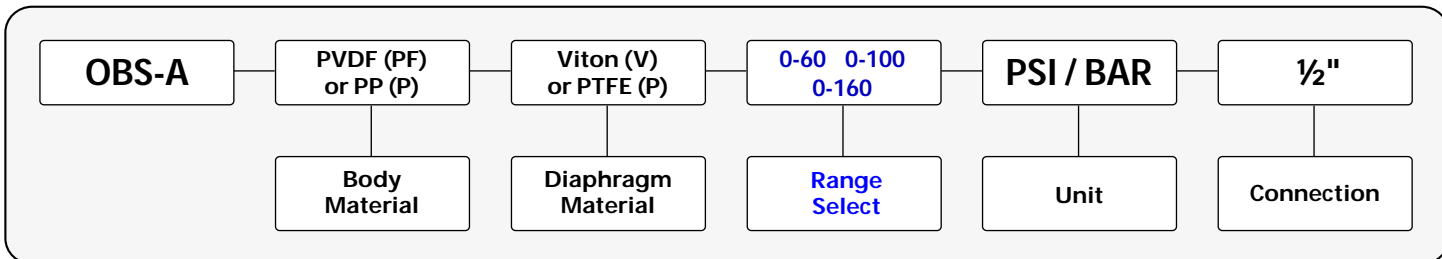 OBS-A
PVDF (PF)
or PP (P)
Viton (V)
or PTFE (P)
0-60 0-100
0-160
PSI / BAR
½"
Body
Material
Diaphragm
Material
Range
Select
Unit
Connection